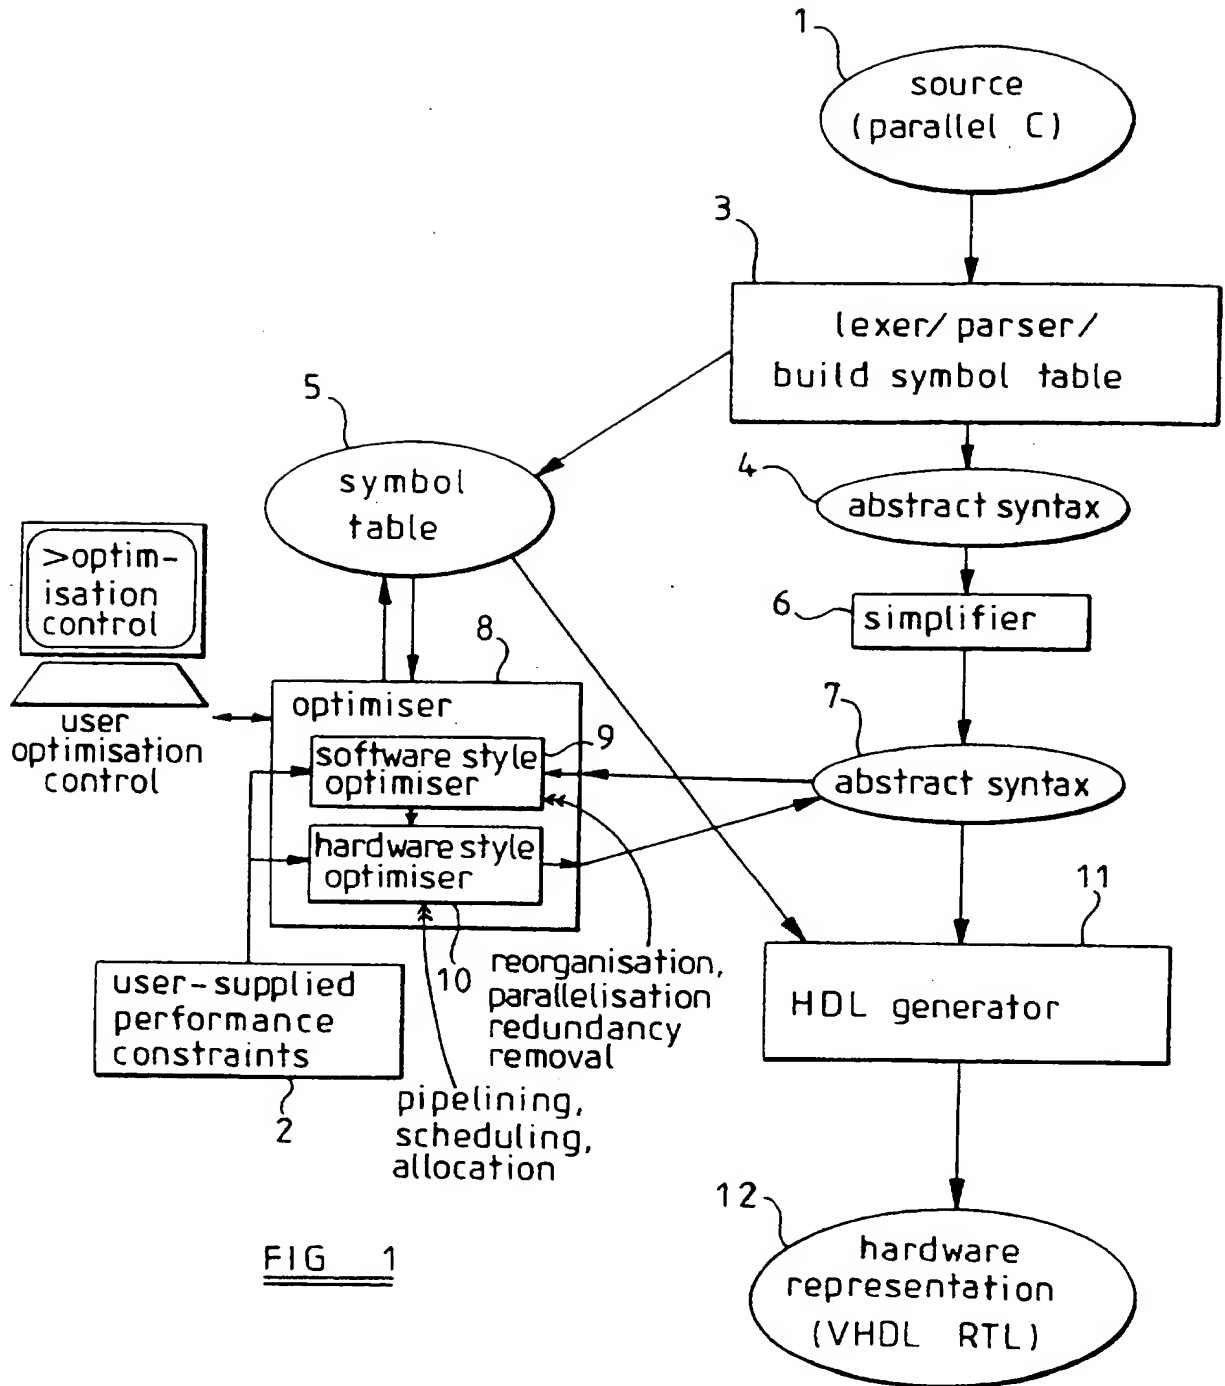 1
source
(parallel C)
3
lexer/parser/
build symbol table
5
symbol
table
4
abstract syntax
>optim-
isation
control
6
simplifier
user
optimisation
control
8
optimiser
9
software style
optimiser
hardware style
optimiser
10
7
abstract syntax
reorganisation,
parallelisation
redundancy
removal
11
HDL generator
user-supplied
performance
constraints
2
pipelining,
scheduling,
allocation
12
hardware
representation
(VHDL RTL)
FIG 1